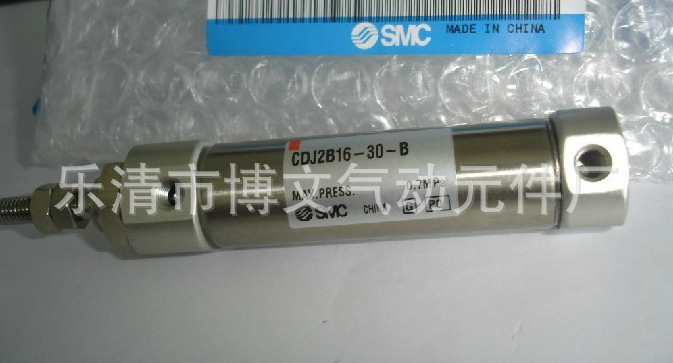 SMC MADE IN CHINA
CDJ2B16-30-B
乐清市博文气动元件厂
MAX.PRESS. 0.7MPa
SMC CHINA G PC